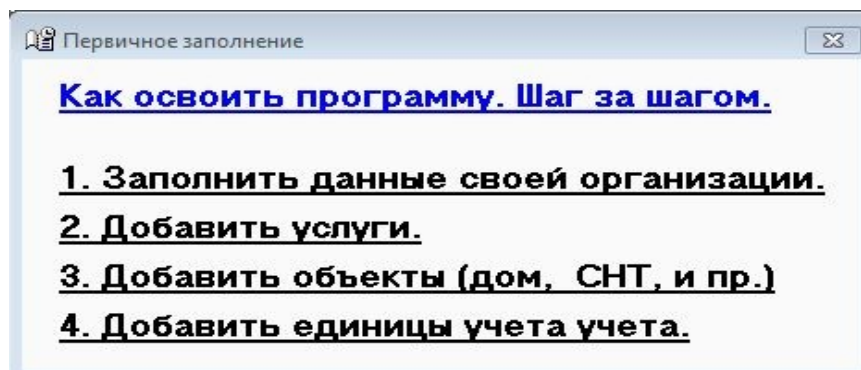 Первичное заполнение
Как освоить программу. Шаг за шагом.
1. Заполнить данные своей организации.
2. Добавить услуги.
3. Добавить объекты (дом, СНТ, и пр.)
4. Добавить единицы учета учета.